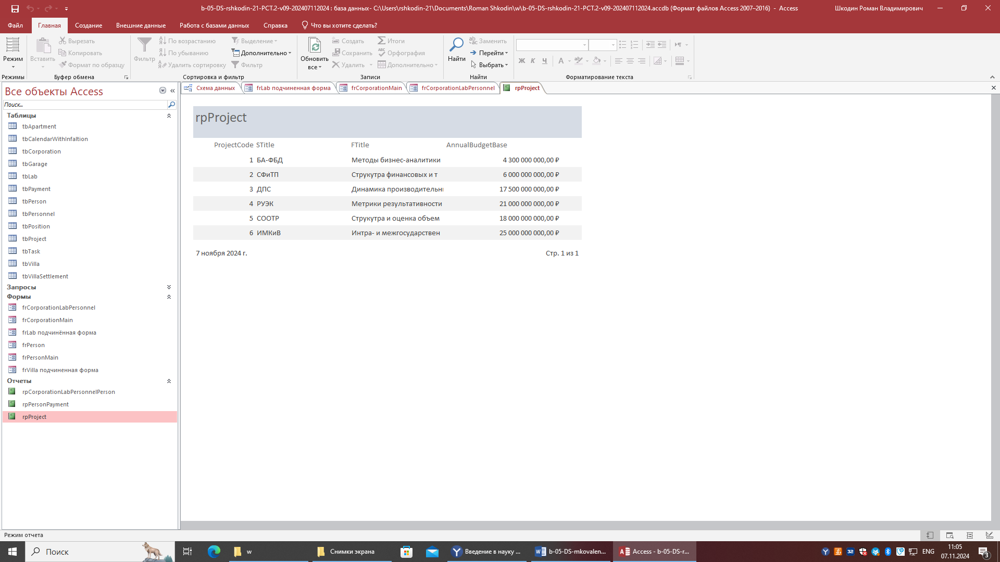 b-05-DS-rshkodin-21-PCT.2-v09-202407112024 : база данных- C:\Users\rshkodin-21\Documents\Roman Shkodin\w\b-05-DS-rshkodin-21-PCT.2-v09-202407112024.accdb (Формат файлов Access 2007–2016) - Access
Шкодин Роман Владимирович
Файл Главная Создание Внешние данные Работа с базами данных Справка Что вы хотите сделать?
Режим
Вставить
Вырезать
Копировать
Формат по образцу
Фильтр
По возрастанию
По убыванию
Удалить сортировку
Выделение
Дополнительно
Фильтр
Обновить все
Создать
Сохранить
Удалить
Итоги
Орфография
Дополнительно
Найти
Заменить
Перейти
Выбрать
Ж К Ч
Режимы Буфер обмена Сортировка и фильтр Записи Найти Форматирование текста
Все объекты Access
Поиск...
Таблицы
tbApartment
tbCalendarWithInfaltion
tbCorporation
tbGarage
tbLab
tbPayment
tbPerson
tbPersonnel
tbPosition
tbProject
tbTask
tbVilla
tbVillaSettlement
Запросы
Формы
frCorporationLabPersonnel
frCorporationMain
frLab подчинённая форма
frPerson
frPersonMain
frVilla подчиненная форма
Отчеты
rpCorporationLabPersonnelPerson
rpPersonPayment
rpProject
Схема данных frLab подчиненная форма frCorporationMain frCorporationLabPersonnel rpProject
rpProject
ProjectCode STitle FTitle AnnualBudgetBase
1 БА-ФБД Методы бизнес-аналитики 4 300 000 000,00 ₽
2 СФиТП Струкутра финансовых и т 6 000 000 000,00 ₽
3 ДПС Динамика производительн 17 500 000 000,00 ₽
4 РУЭК Метрики результативности 21 000 000 000,00 ₽
5 СООТР Струкутра и оценка объем 18 000 000 000,00 ₽
6 ИМКиВ Интра- и межгосударствен 25 000 000 000,00 ₽
7 ноября 2024 г. Стр. 1 из 1
Режим отчета
Поиск
w
Снимки экрана
Введение в науку ...
b-05-DS-mkovalen...
Access - b-05-DS-r...
ENG
11:05
07.11.2024
3